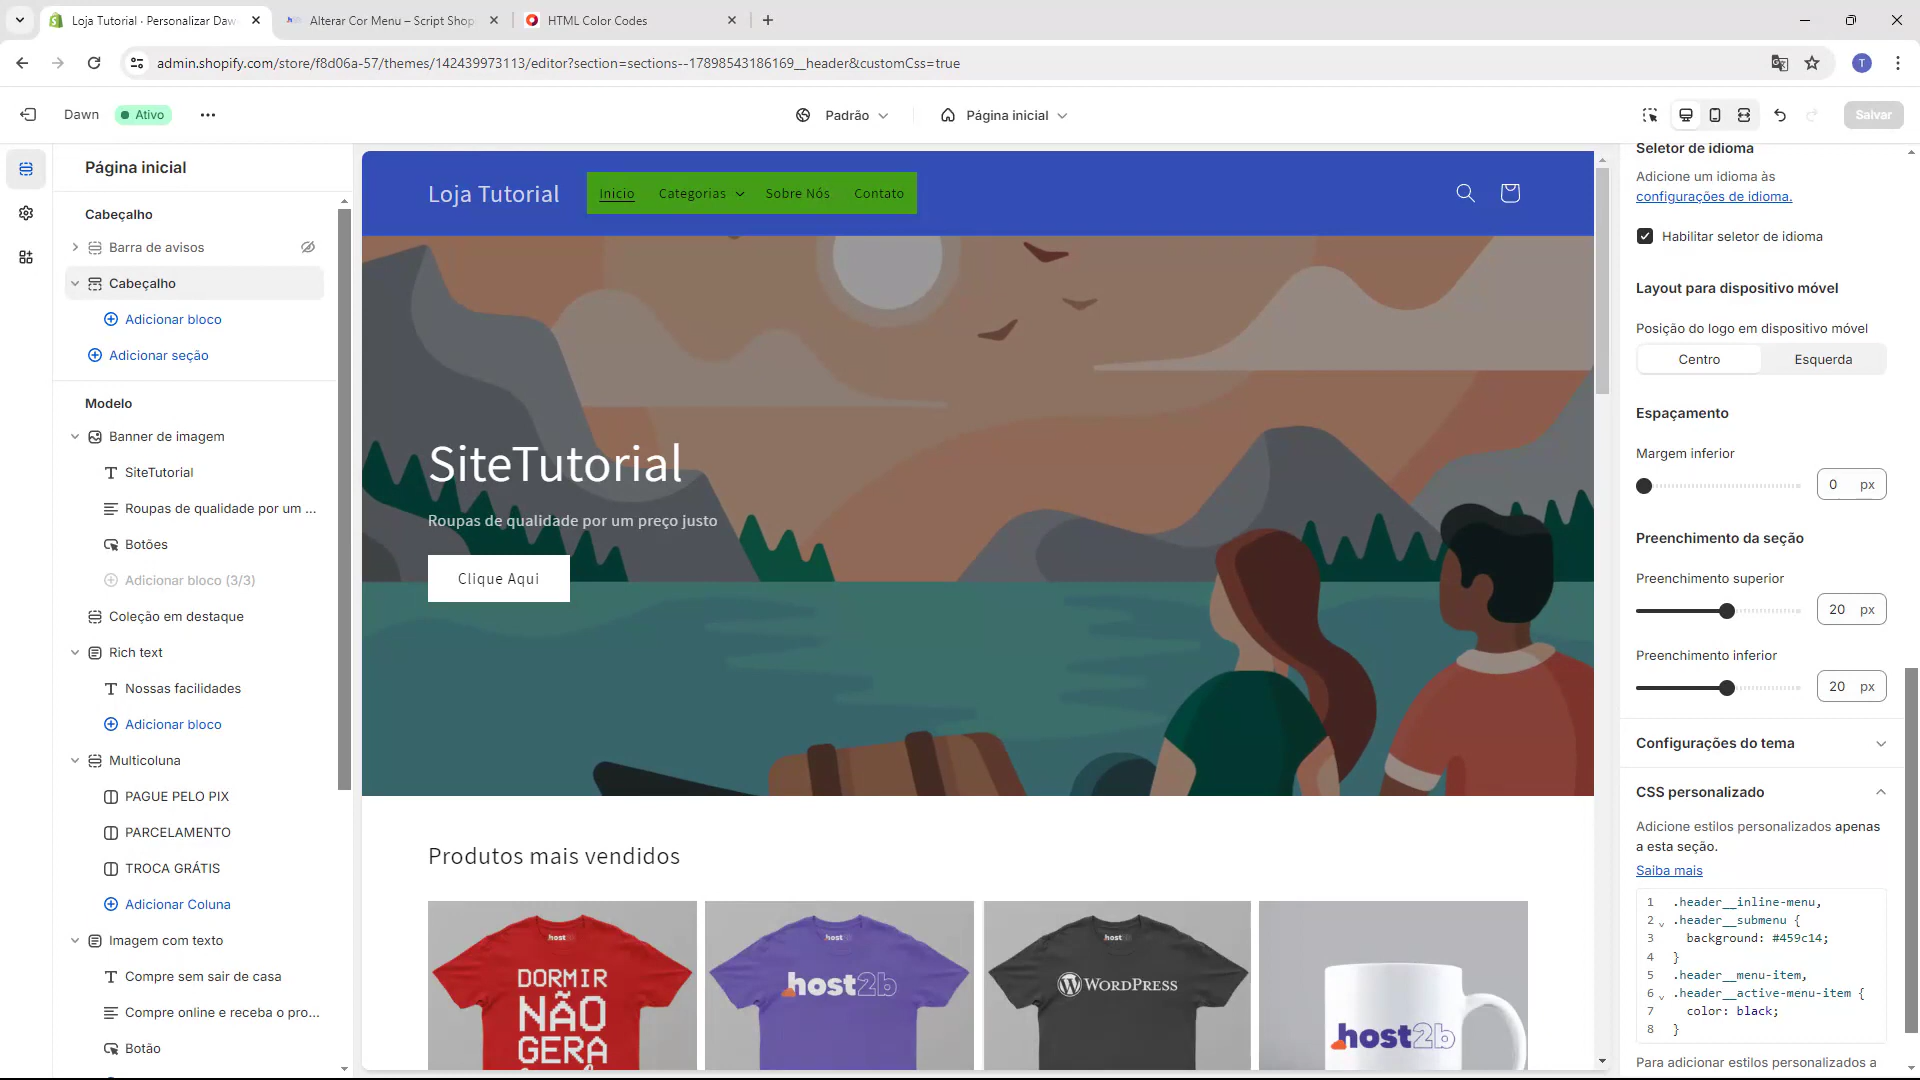 Loja Tutorial · Personalizar Daw
Alterar Cor Menu – Script Shop
HTML Color Codes
admin.shopify.com/store/f8d06a-57/themes/142439973113/editor?section=sections--17898543186169__header&customCss=true
T
Dawn
Ativo
Padrão
Página inicial
Salvar
Página inicial
Cabeçalho
Barra de avisos
Cabeçalho
Adicionar bloco
Adicionar seção
Modelo
Banner de imagem
SiteTutorial
Roupas de qualidade por um ...
Botões
Adicionar bloco (3/3)
Coleção em destaque
Rich text
Nossas facilidades
Adicionar bloco
Multicoluna
PAGUE PELO PIX
PARCELAMENTO
TROCA GRÁTIS
Adicionar Coluna
Imagem com texto
Compre sem sair de casa
Compre online e receba o pro...
Botão
Loja Tutorial
Inicio
Categorias
Sobre Nós
Contato
SiteTutorial
Roupas de qualidade por um preço justo
Clique Aqui
Produtos mais vendidos
host
DORMIR
NÃO
GERA
host
host2b
host
WORDPRESS
host2b
Seletor de idioma
Adicione um idioma às
configurações de idioma.
Habilitar seletor de idioma
Layout para dispositivo móvel
Posição do logo em dispositivo móvel
Centro
Esquerda
Espaçamento
Margem inferior
0 px
Preenchimento da seção
Preenchimento superior
20 px
Preenchimento inferior
20 px
Configurações do tema
CSS personalizado
Adicione estilos personalizados apenas
a esta seção.
Saiba mais
1 .header__inline-menu,
2 .header__submenu {
3 background: #459c14;
4 }
5 .header__menu-item,
6 .header__active-menu-item {
7 color: black;
8 }
Para adicionar estilos personalizados a